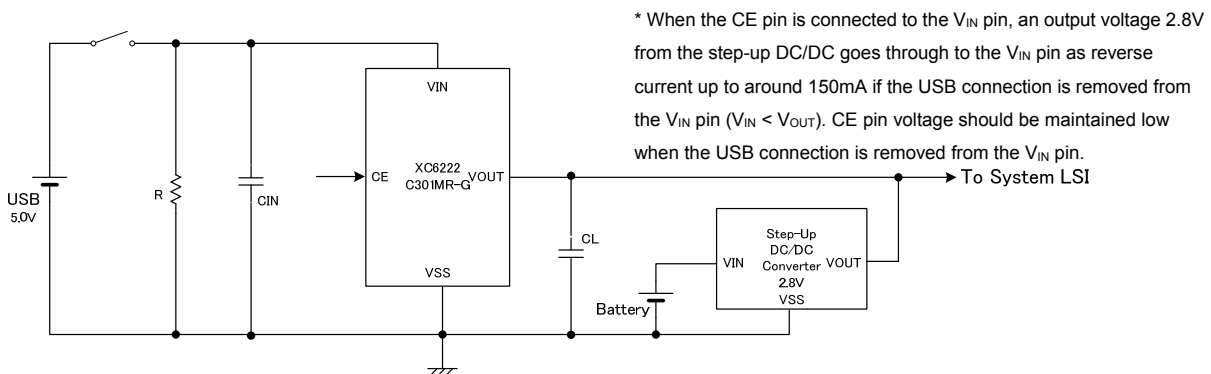 * When the CE pin is connected to the VIN pin, an output voltage 2.8V
from the step-up DC/DC goes through to the VIN pin as reverse
current up to around 150mA if the USB connection is removed from
the VIN pin (VIN < VOUT). CE pin voltage should be maintained low
when the USB connection is removed from the VIN pin.
VIN
XC6222
C301MR-G
CE
VOUT
VSS
USB
5.0V
R
CIN
CL
To System LSI
Step-Up
DC/DC
Converter
2.8V
VIN
VOUT
VSS
Battery